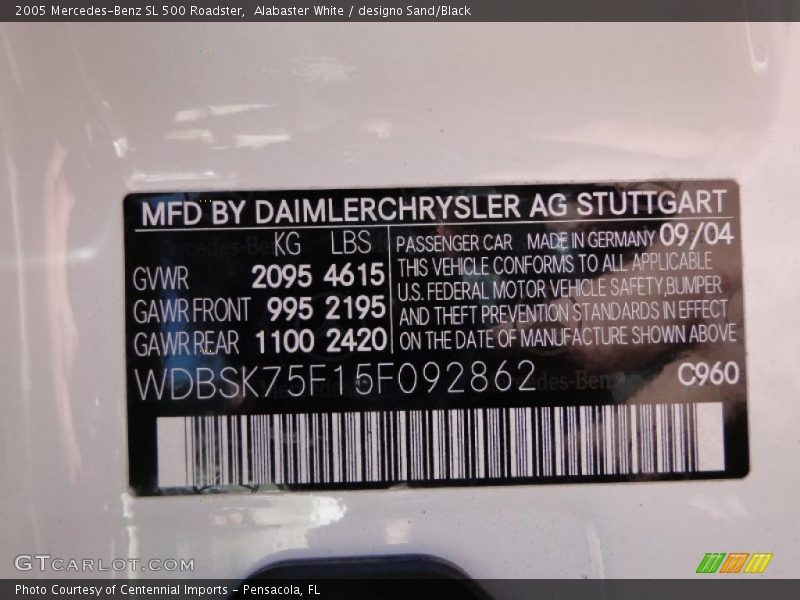 2005 Mercedes-Benz SL 500 Roadster, Alabaster White / designo Sand/Black
MFD BY DAIMLERCHRYSLER AG STUTTGART
KG LBS
GVWR 2095 4615
GAWR FRONT 995 2195
GAWR REAR 1100 2420
PASSENGER CAR MADE IN GERMANY 09/04
THIS VEHICLE CONFORMS TO ALL APPLICABLE
U.S. FEDERAL MOTOR VEHICLE SAFETY,BUMPER
AND THEFT PREVENTION STANDARDS IN EFFECT
ON THE DATE OF MANUFACTURE SHOWN ABOVE
WDBSK75F15F092862 C960
GTCARLOT.COM
Photo Courtesy of Centennial Imports - Pensacola, FL